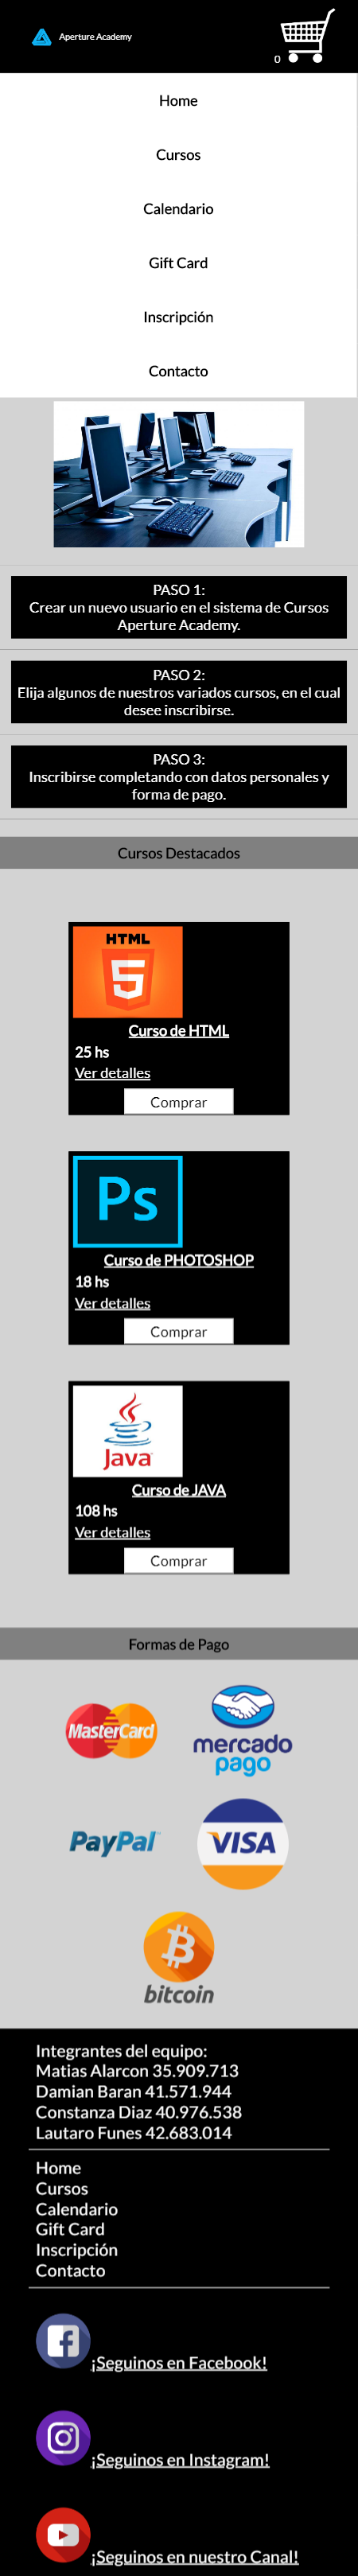 Aperture Academy
0
Home
Cursos
Calendario
Gift Card
Inscripción
Contacto
PASO 1:
Crear un nuevo usuario en el sistema de Cursos
Aperture Academy.
PASO 2:
Elija algunos de nuestros variados cursos, en el cual
desee inscribirse.
PASO 3:
Inscribirse completando con datos personales y
forma de pago.
Cursos Destacados
HTML
5
Curso de HTML
25 hs
Ver detalles
Comprar
Ps
Curso de PHOTOSHOP
18 hs
Ver detalles
Comprar
Java
Curso de JAVA
108 hs
Ver detalles
Comprar
Formas de Pago
MasterCard
mercado
pago
PayPal
VISA
bitcoin
Integrantes del equipo:
Matias Alarcon 35.909.713
Damian Baran 41.571.944
Constanza Diaz 40.976.538
Lautaro Funes 42.683.014
Home
Cursos
Calendario
Gift Card
Inscripción
Contacto
¡Seguinos en Facebook!
¡Seguinos en Instagram!
¡Seguinos en nuestro Canal!